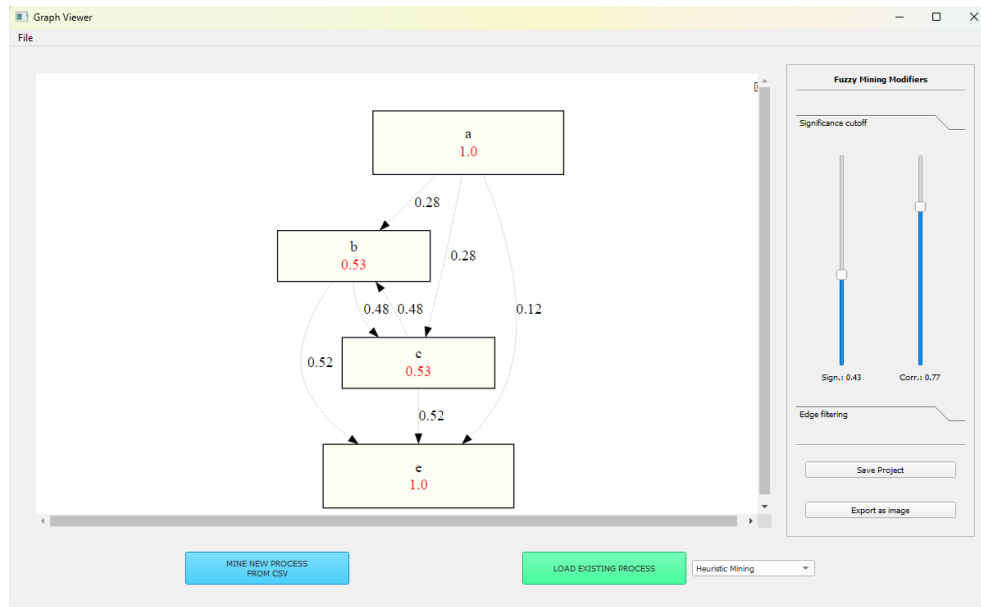 Graph Viewer
File
a
1.0
0.28
b
0.53
0.28
0.48 0.48
0.12
c
0.53
0.52
0.52
e
1.0
Fuzzy Mining Modifiers
Significance cutoff
Sign.: 0.43 Corr.: 0.77
Edge filtering
Save Project
Export as image
MINE NEW PROCESS
FROM CSV
LOAD EXISTING PROCESS
Heuristic Mining